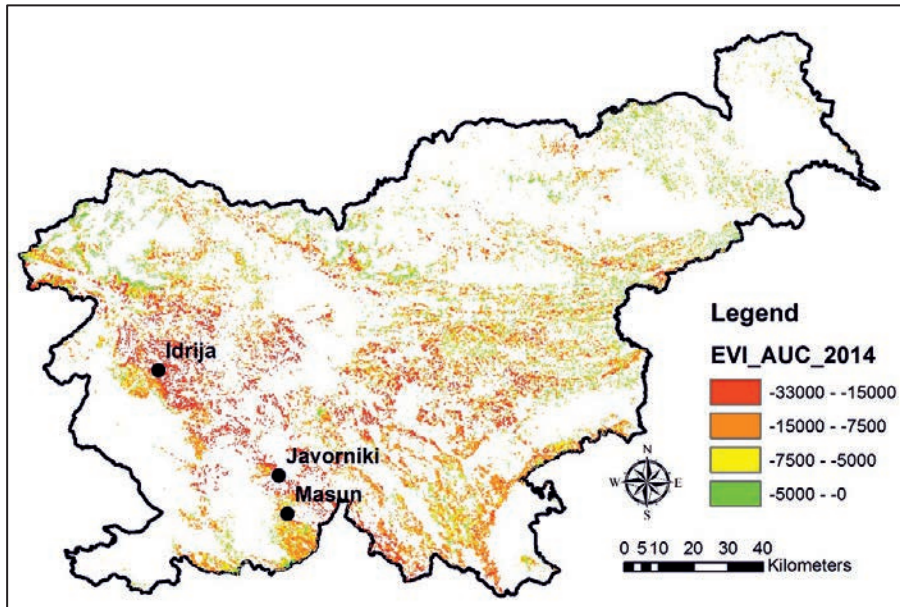 Idrija
Javorniki
Masun
Legend
EVI_AUC_2014
-33000 - -15000
-15000 - -7500
-7500 - -5000
-5000 - -0
N
W E
S
0 5 10 20 30 40
Kilometers